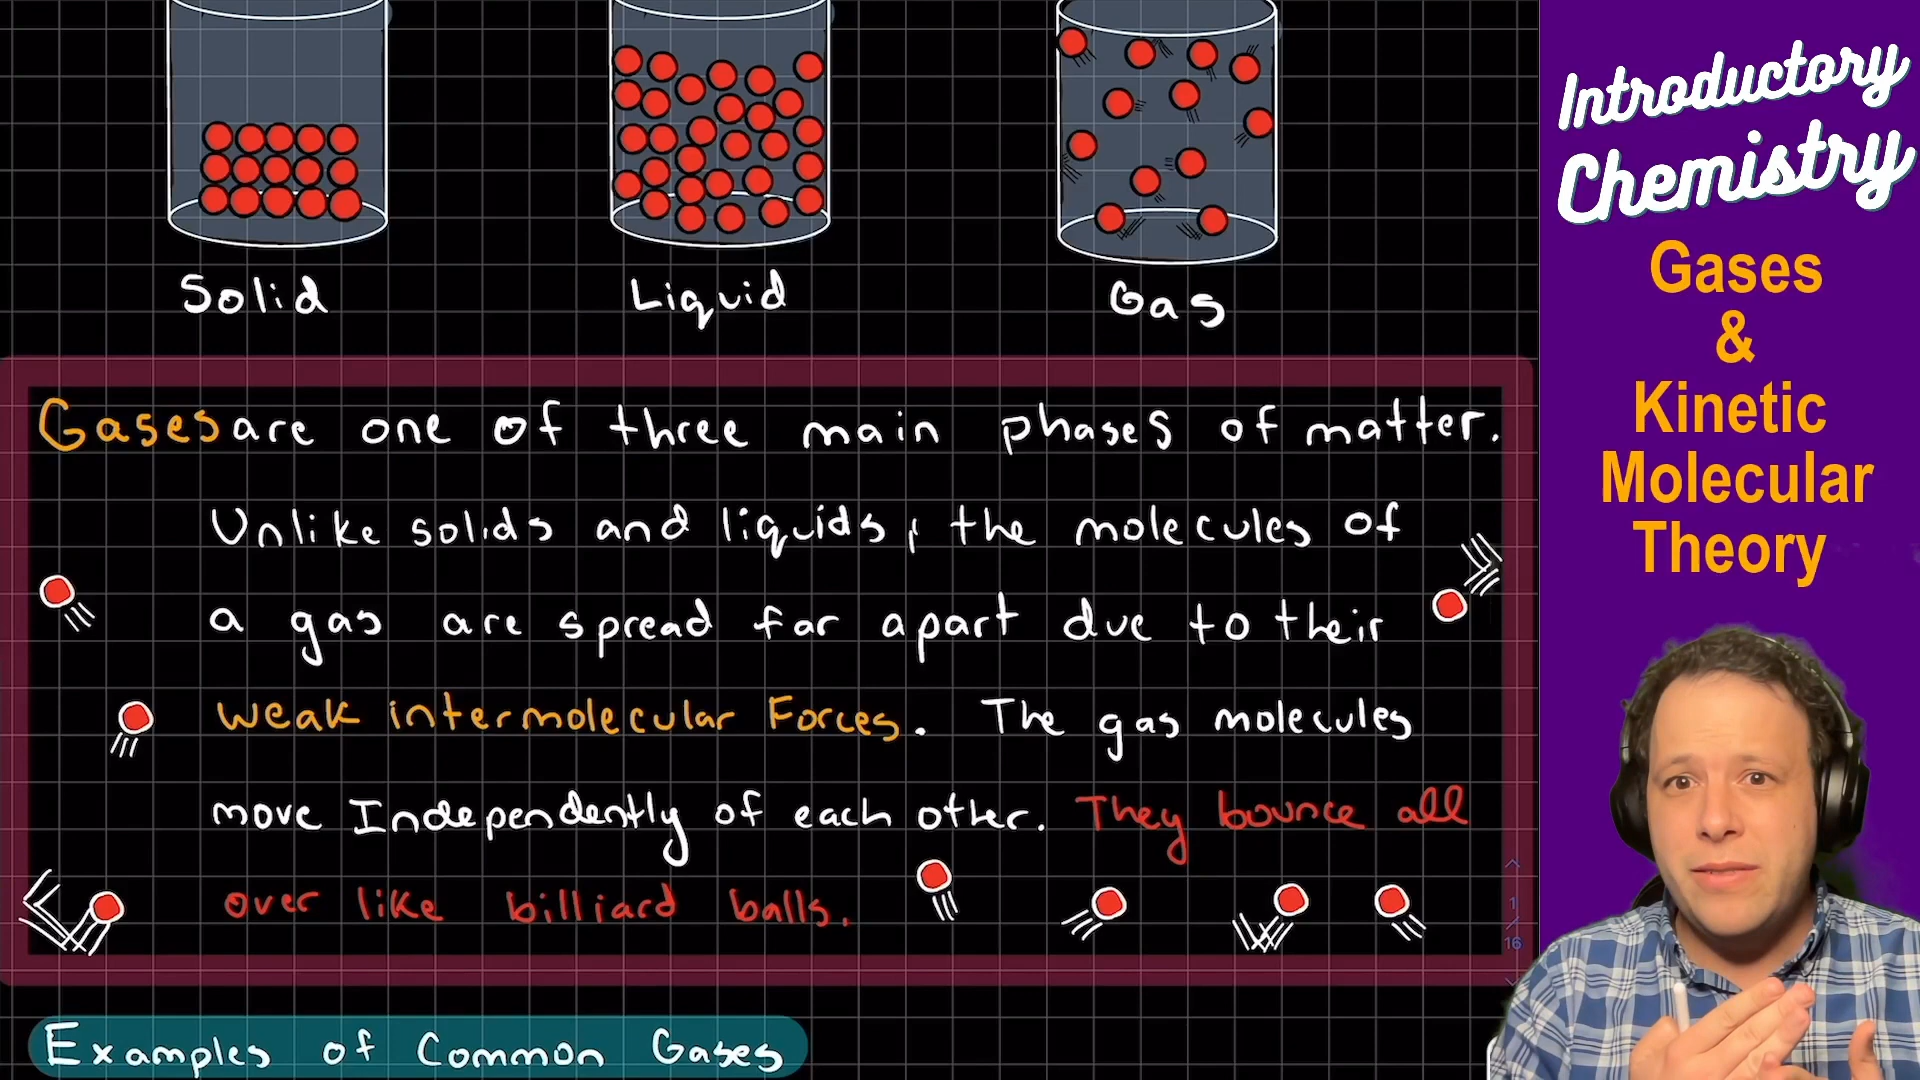 Solid
Liquid
Gas
Gases are one of three main phases of matter.
Unlike solids and liquids, the molecules of
a gas are spread far apart due to their
weak intermolecular Forces. The gas molecules
move Independently of each other. They bounce all
over like billiard balls.
1
/
16
Examples of Common Gases
Introductory
Chemistry
Gases
&
Kinetic
Molecular
Theory